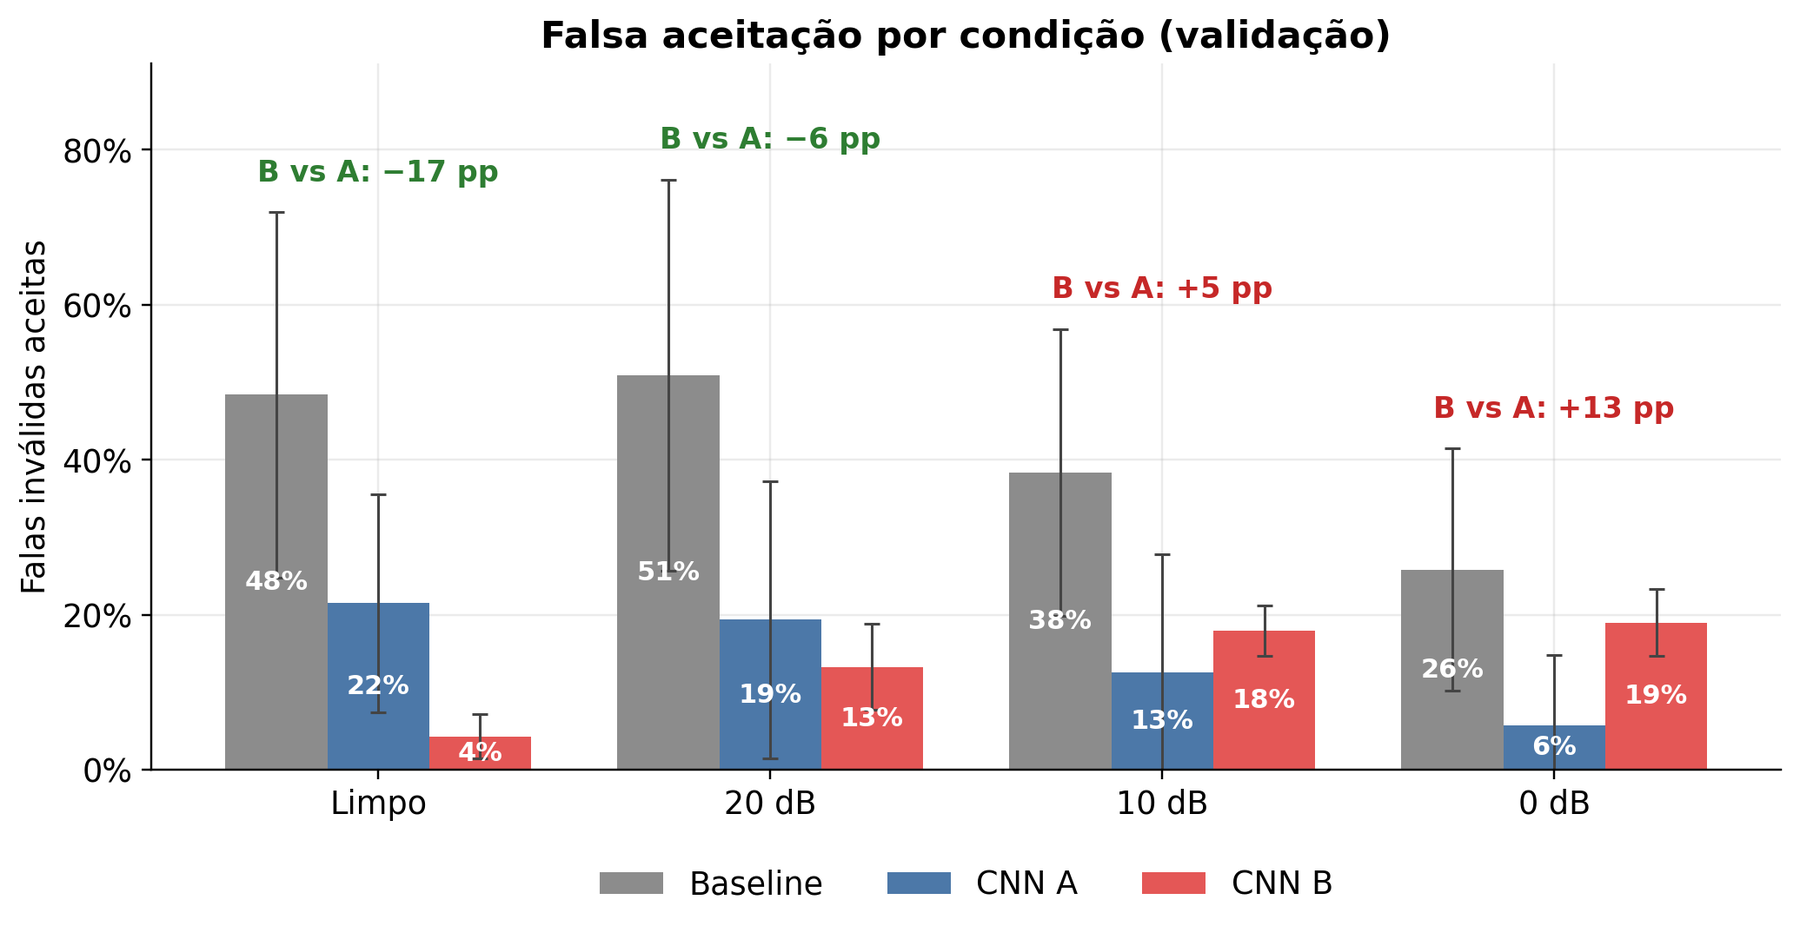 Falsa aceitação por condição (validação)
Falas inválidas aceitas
80%
60%
40%
20%
0%
B vs A: −17 pp
B vs A: −6 pp
B vs A: +5 pp
B vs A: +13 pp
48%
22%
4%
51%
19%
13%
38%
13%
18%
26%
6%
19%
Limpo
20 dB
10 dB
0 dB
Baseline
CNN A
CNN B